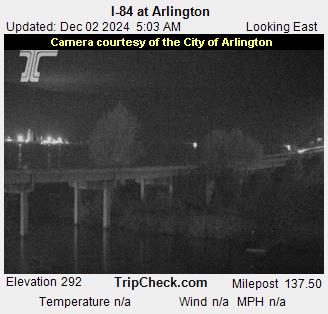 I-84 at Arlington
Updated: Dec 02 2024 5:03 AM Looking East
Camera courtesy of the City of Arlington
Elevation 292 TripCheck.com Milepost 137.50
Temperature n/a Wind n/a MPH n/a